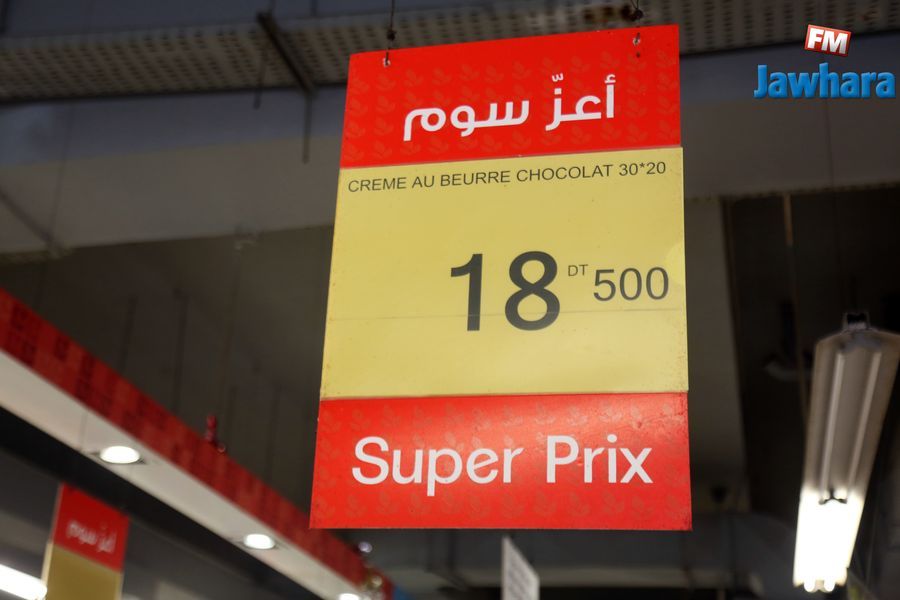 FM
Jawhara
أعزّ سوم
CREME AU BEURRE CHOCOLAT 30*20
18 DT 500
Super Prix
أعزّ سوم